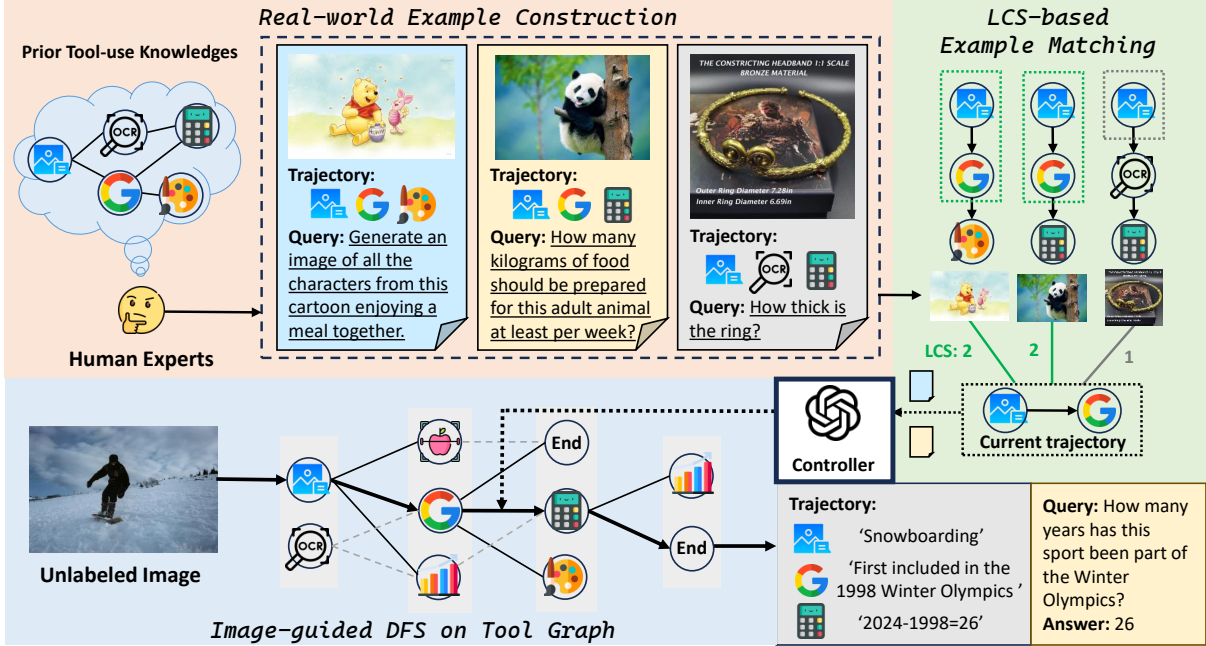 Real-world Example Construction
Prior Tool-use Knowledges
OCR
Human Experts
Trajectory:
Query: Generate an
image of all the
characters from this
cartoon enjoying a
meal together.
Trajectory:
Query: How many
kilograms of food
should be prepared
for this adult animal
at least per week?
THE CONSTRICTING HEADBAND 1:1 SCALE
BRONZE MATERIAL
Outer Ring Diameter 7.28in
Inner Ring Diameter 6.69in
Trajectory:
OCR
Query: How thick is
the ring?
LCS-based
Example Matching
OCR
LCS: 2
2
1
Current trajectory
Controller
Unlabeled Image
OCR
End
End
Image-guided DFS on Tool Graph
Trajectory:
'Snowboarding'
'First included in the
1998 Winter Olympics '
'2024-1998=26'
Query: How many
years has this
sport been part of
the Winter
Olympics?
Answer: 26